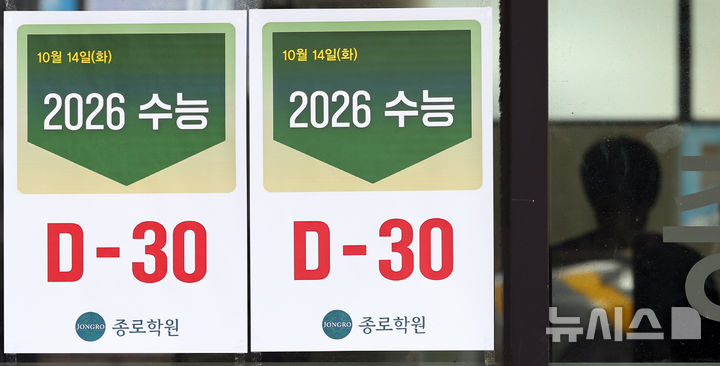 10월 14일(화)
2026 수능
D-30
JONGRO 종로학원
10월 14일(화)
2026 수능
D-30
JONGRO 종로학원
뉴시스